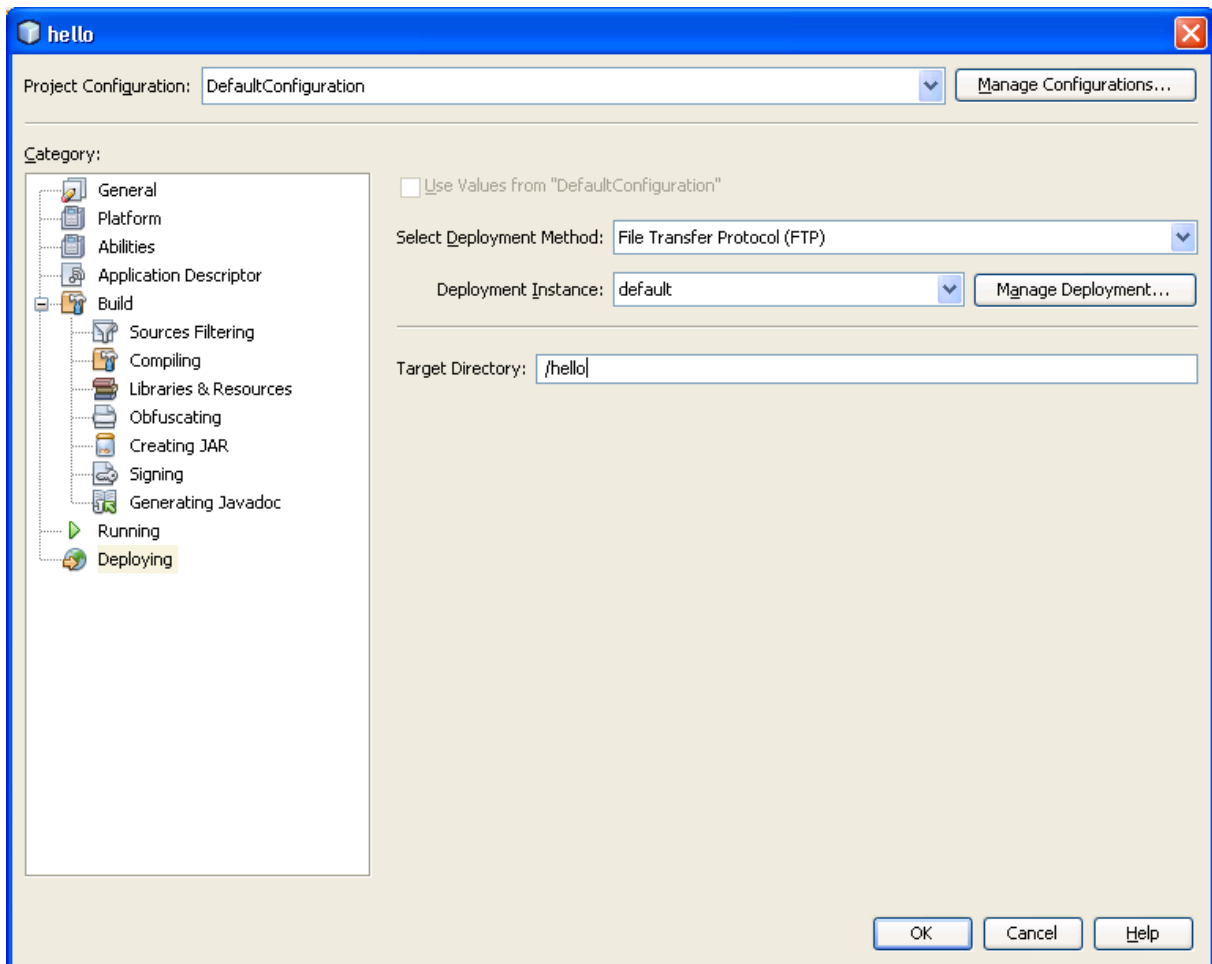 hello
Project Configuration: DefaultConfiguration Manage Configurations...
Category:
General
Platform
Abilities
Application Descriptor
Build
Sources Filtering
Compiling
Libraries & Resources
Obfuscating
Creating JAR
Signing
Generating Javadoc
Running
Deploying
Use Values from "DefaultConfiguration"
Select Deployment Method: File Transfer Protocol (FTP)
Deployment Instance: default Manage Deployment...
Target Directory: /hello
OK Cancel Help